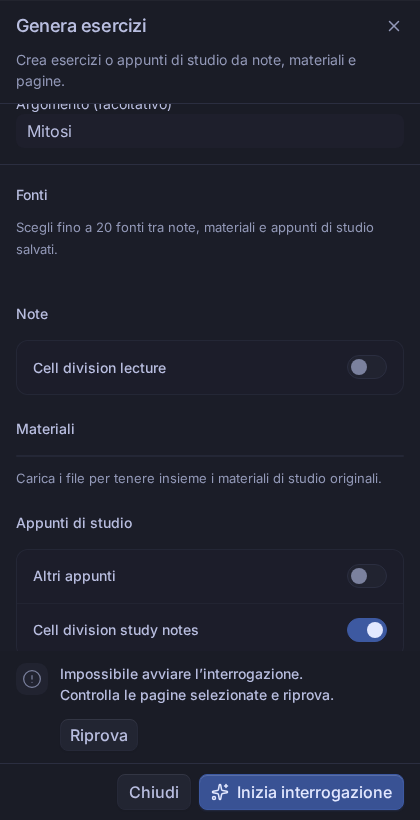 Genera esercizi
Crea esercizi o appunti di studio da note, materiali e
pagine.
Argomento (facoltativo)
Mitosi
Fonti
Scegli fino a 20 fonti tra note, materiali e appunti di studio
salvati.
Note
Cell division lecture
Materiali
Carica i file per tenere insieme i materiali di studio originali.
Appunti di studio
Altri appunti
Cell division study notes
Impossibile avviare l’interrogazione.
Controlla le pagine selezionate e riprova.
Riprova
Chiudi
Inizia interrogazione